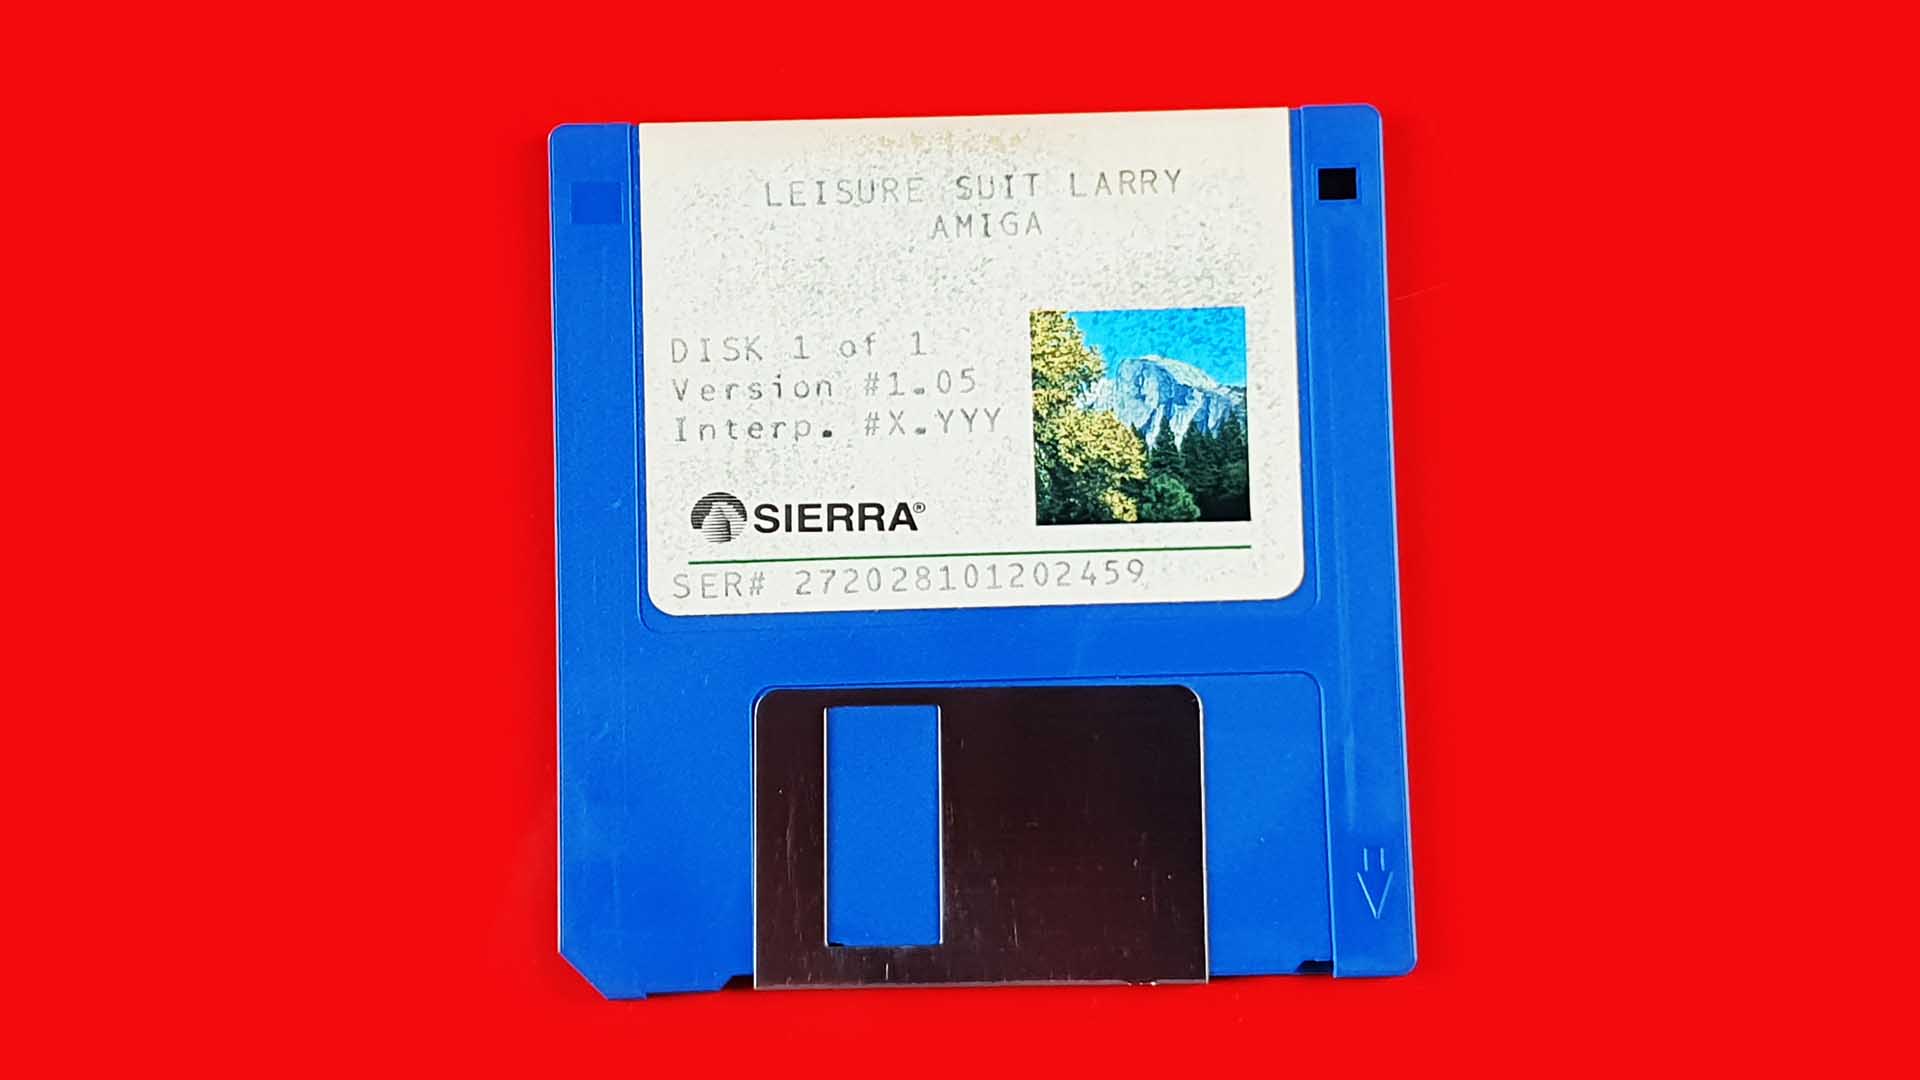 LEISURE SUIT LARRY
AMIGA
DISK 1 of 1
Version #1.05
Interp. #X.YYY
SIERRA®
SER# 272028101202459